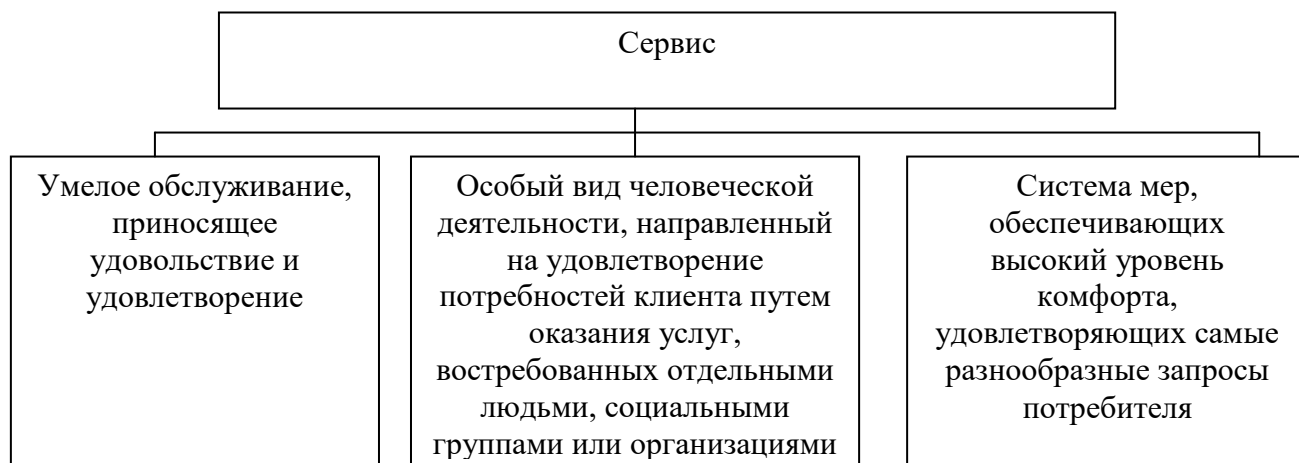 Сервис
Умелое обслуживание,
приносящее
удовольствие и
удовлетворение
Особый вид человеческой
деятельности, направленный
на удовлетворение
потребностей клиента путем
оказания услуг,
востребованных отдельными
людьми, социальными
группами или организациями
Система мер,
обеспечивающих
высокий уровень
комфорта,
удовлетворяющих самые
разнообразные запросы
потребителя